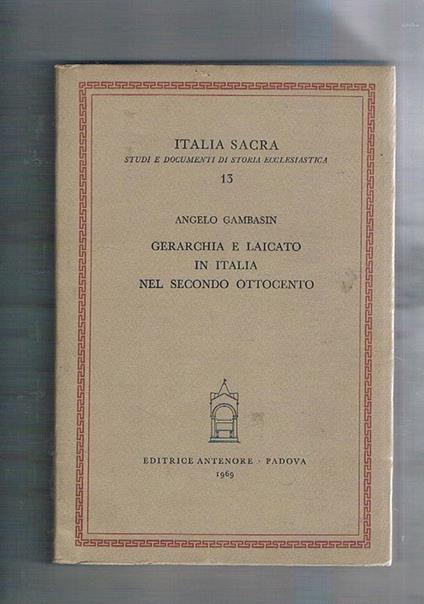 ITALIA SACRA
STUDI E DOCUMENTI DI STORIA ECCLESIASTICA
13
ANGELO GAMBASIN
GERARCHIA E LAICATO
IN ITALIA
NEL SECONDO OTTOCENTO
EDITRICE ANTENORE · PADOVA
1969